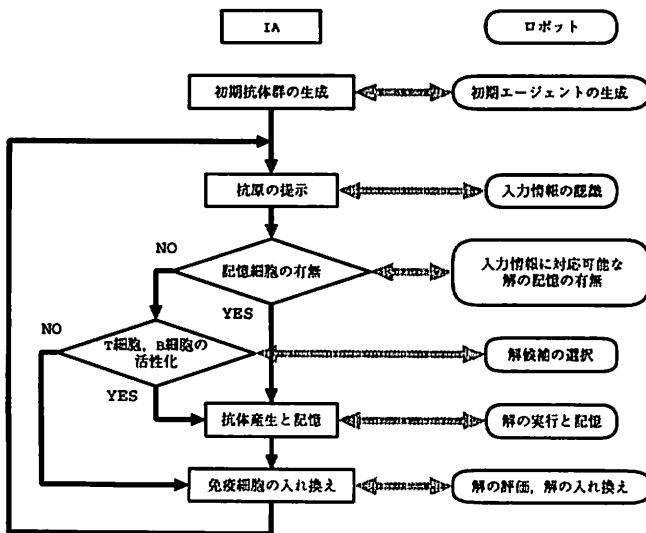 IA
ロボット
初期抗体群の生成
初期エージェントの生成
抗原の提示
入力情報の認識
NO
記憶細胞の有無
入力情報に対応可能な
解の記憶の有無
YES
NO
T細胞, B細胞の
活性化
解候補の選択
YES
抗体産生と記憶
解の実行と記憶
免疫細胞の入れ換え
解の評価, 解の入れ換え